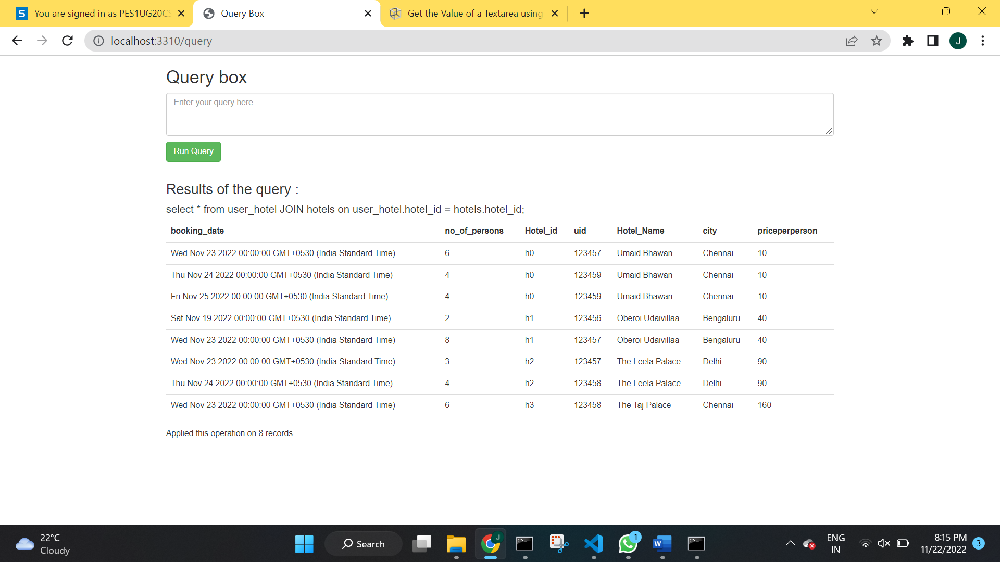 You are signed in as PES1UG20CS
Query Box
Get the Value of a Textarea using
localhost:3310/query
J
Query box
Enter your query here
Run Query
Results of the query :
select * from user_hotel JOIN hotels on user_hotel.hotel_id = hotels.hotel_id;
booking_date no_of_persons Hotel_id uid Hotel_Name city priceperperson
Wed Nov 23 2022 00:00:00 GMT+0530 (India Standard Time) 6 h0 123457 Umaid Bhawan Chennai 10
Thu Nov 24 2022 00:00:00 GMT+0530 (India Standard Time) 4 h0 123459 Umaid Bhawan Chennai 10
Fri Nov 25 2022 00:00:00 GMT+0530 (India Standard Time) 4 h0 123459 Umaid Bhawan Chennai 10
Sat Nov 19 2022 00:00:00 GMT+0530 (India Standard Time) 2 h1 123456 Oberoi Udaivillaa Bengaluru 40
Wed Nov 23 2022 00:00:00 GMT+0530 (India Standard Time) 8 h1 123457 Oberoi Udaivillaa Bengaluru 40
Wed Nov 23 2022 00:00:00 GMT+0530 (India Standard Time) 3 h2 123457 The Leela Palace Delhi 90
Thu Nov 24 2022 00:00:00 GMT+0530 (India Standard Time) 4 h2 123458 The Leela Palace Delhi 90
Wed Nov 23 2022 00:00:00 GMT+0530 (India Standard Time) 6 h3 123458 The Taj Palace Chennai 160
Applied this operation on 8 records
22°C
Cloudy
Search
J
1
W
ENG
IN
8:15 PM
11/22/2022
3